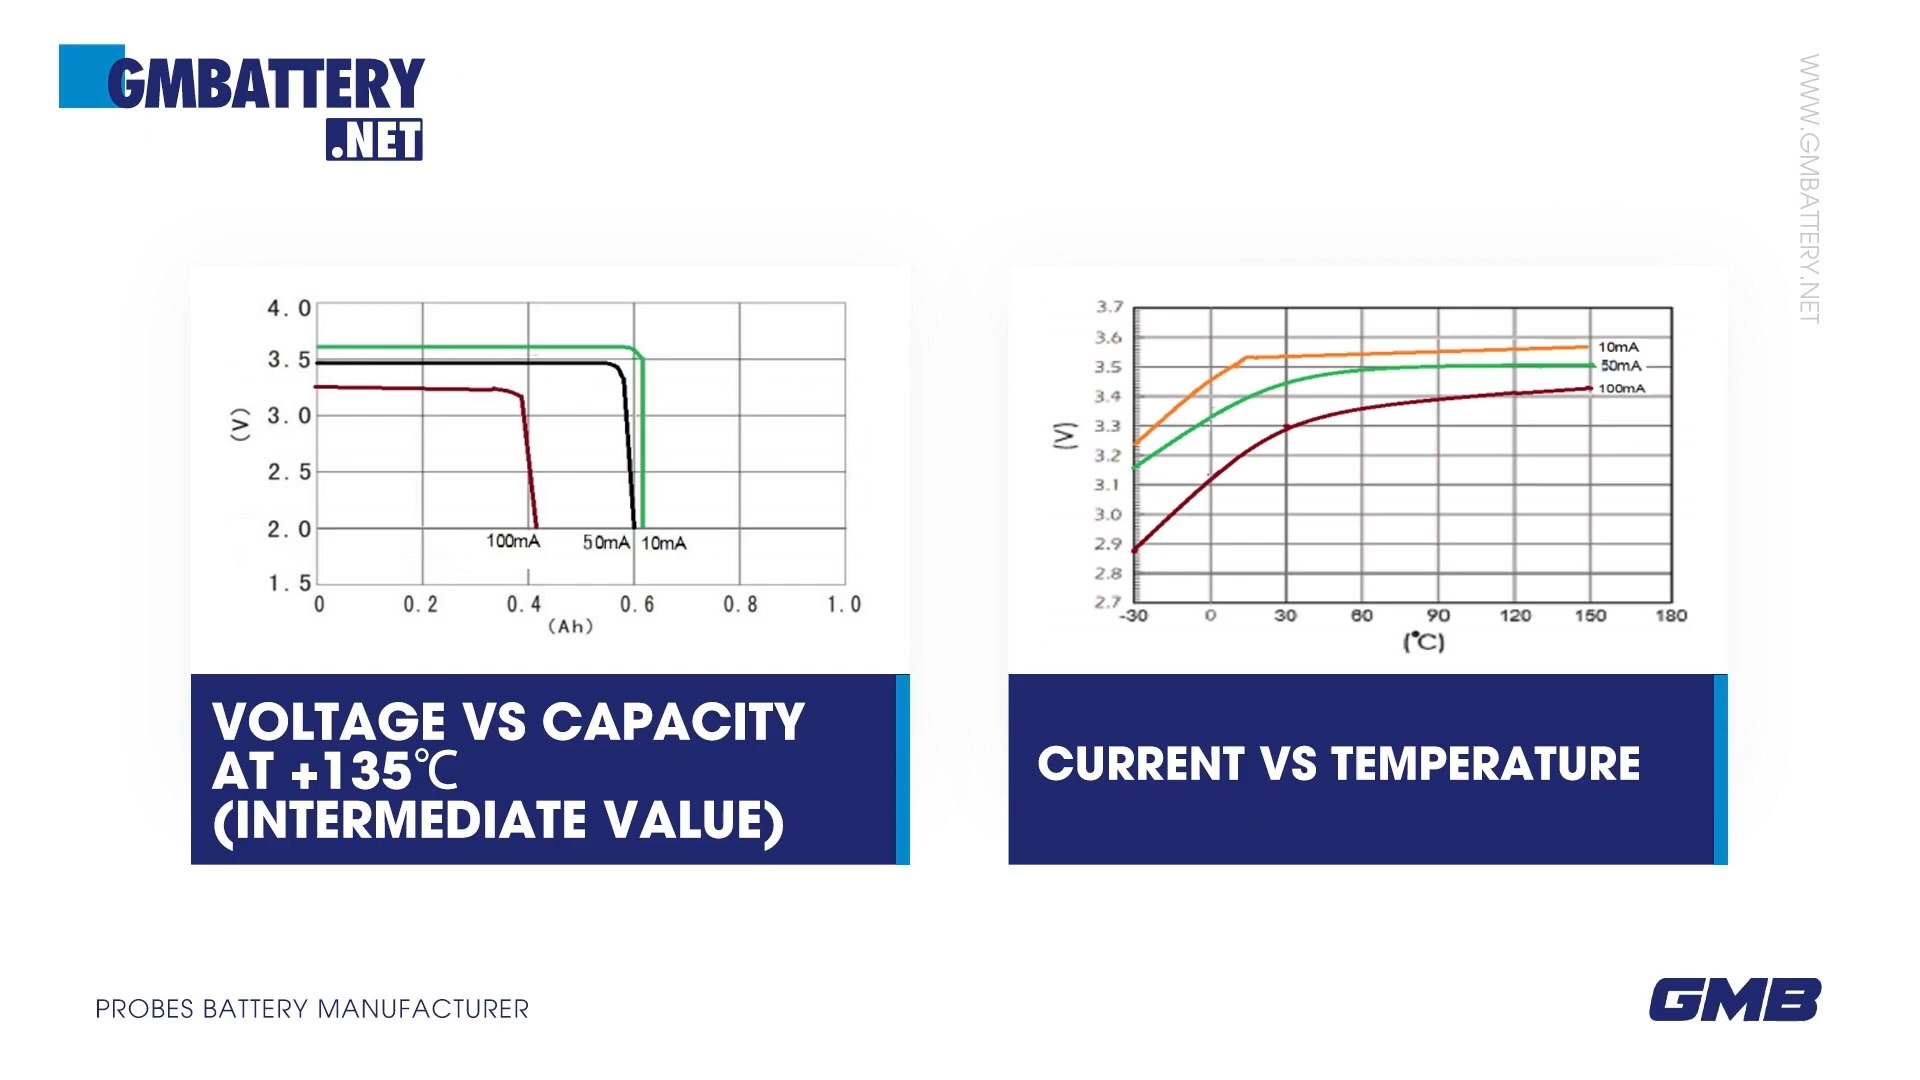 GMBATTERY
.NET
WWW.GMBATTERY.NET
4.0
3.5
3.0
2.5
2.0
1.5
(V)
100mA
50mA
10mA
0
0.2
0.4
0.6
0.8
1.0
(Ah)
VOLTAGE VS CAPACITY
AT +135℃
(INTERMEDIATE VALUE)
3.7
3.6
3.5
3.4
3.3
3.2
3.1
3.0
2.9
2.8
2.7
(V)
10mA
50mA
100mA
-30
0
30
60
90
120
150
180
(°C)
CURRENT VS TEMPERATURE
PROBES BATTERY MANUFACTURER
GMB